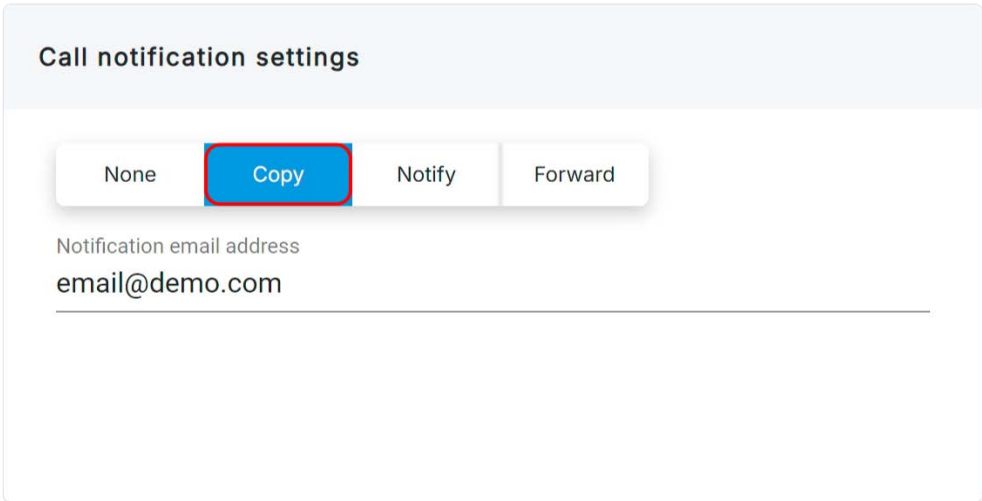 Call notification settings
None Copy Notify Forward
Notification email address
email@demo.com